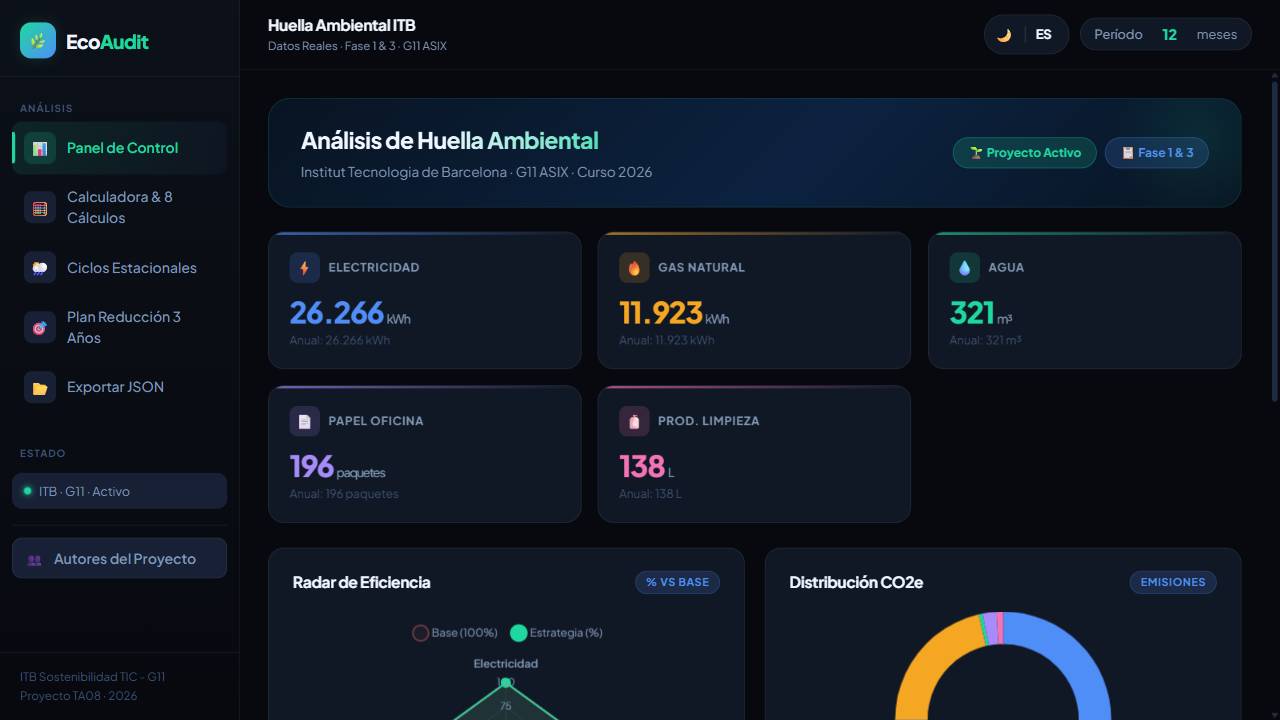 EcoAudit
ANÁLISIS
Panel de Control
Calculadora & 8
Cálculos
Ciclos Estacionales
Plan Reducción 3
Años
Exportar JSON
ESTADO
ITB · G11 · Activo
Autores del Proyecto
ITB Sostenibilidad TIC - G11
Proyecto TA08 · 2026
Huella Ambiental ITB
Datos Reales · Fase 1 & 3 · G11 ASIX
ES
Período 12 meses
Análisis de Huella Ambiental
Institut Tecnologia de Barcelona · G11 ASIX · Curso 2026
Proyecto Activo
Fase 1 & 3
ELECTRICIDAD
26.266 kWh
Anual: 26.266 kWh
GAS NATURAL
11.923 kWh
Anual: 11.923 kWh
AGUA
321 m³
Anual: 321 m³
PAPEL OFICINA
196 paquetes
Anual: 196 paquetes
PROD. LIMPIEZA
138 L
Anual: 138 L
Radar de Eficiencia
% VS BASE
Base (100%)
Estrategia (%)
Electricidad
100
75
Distribución CO2e
EMISIONES